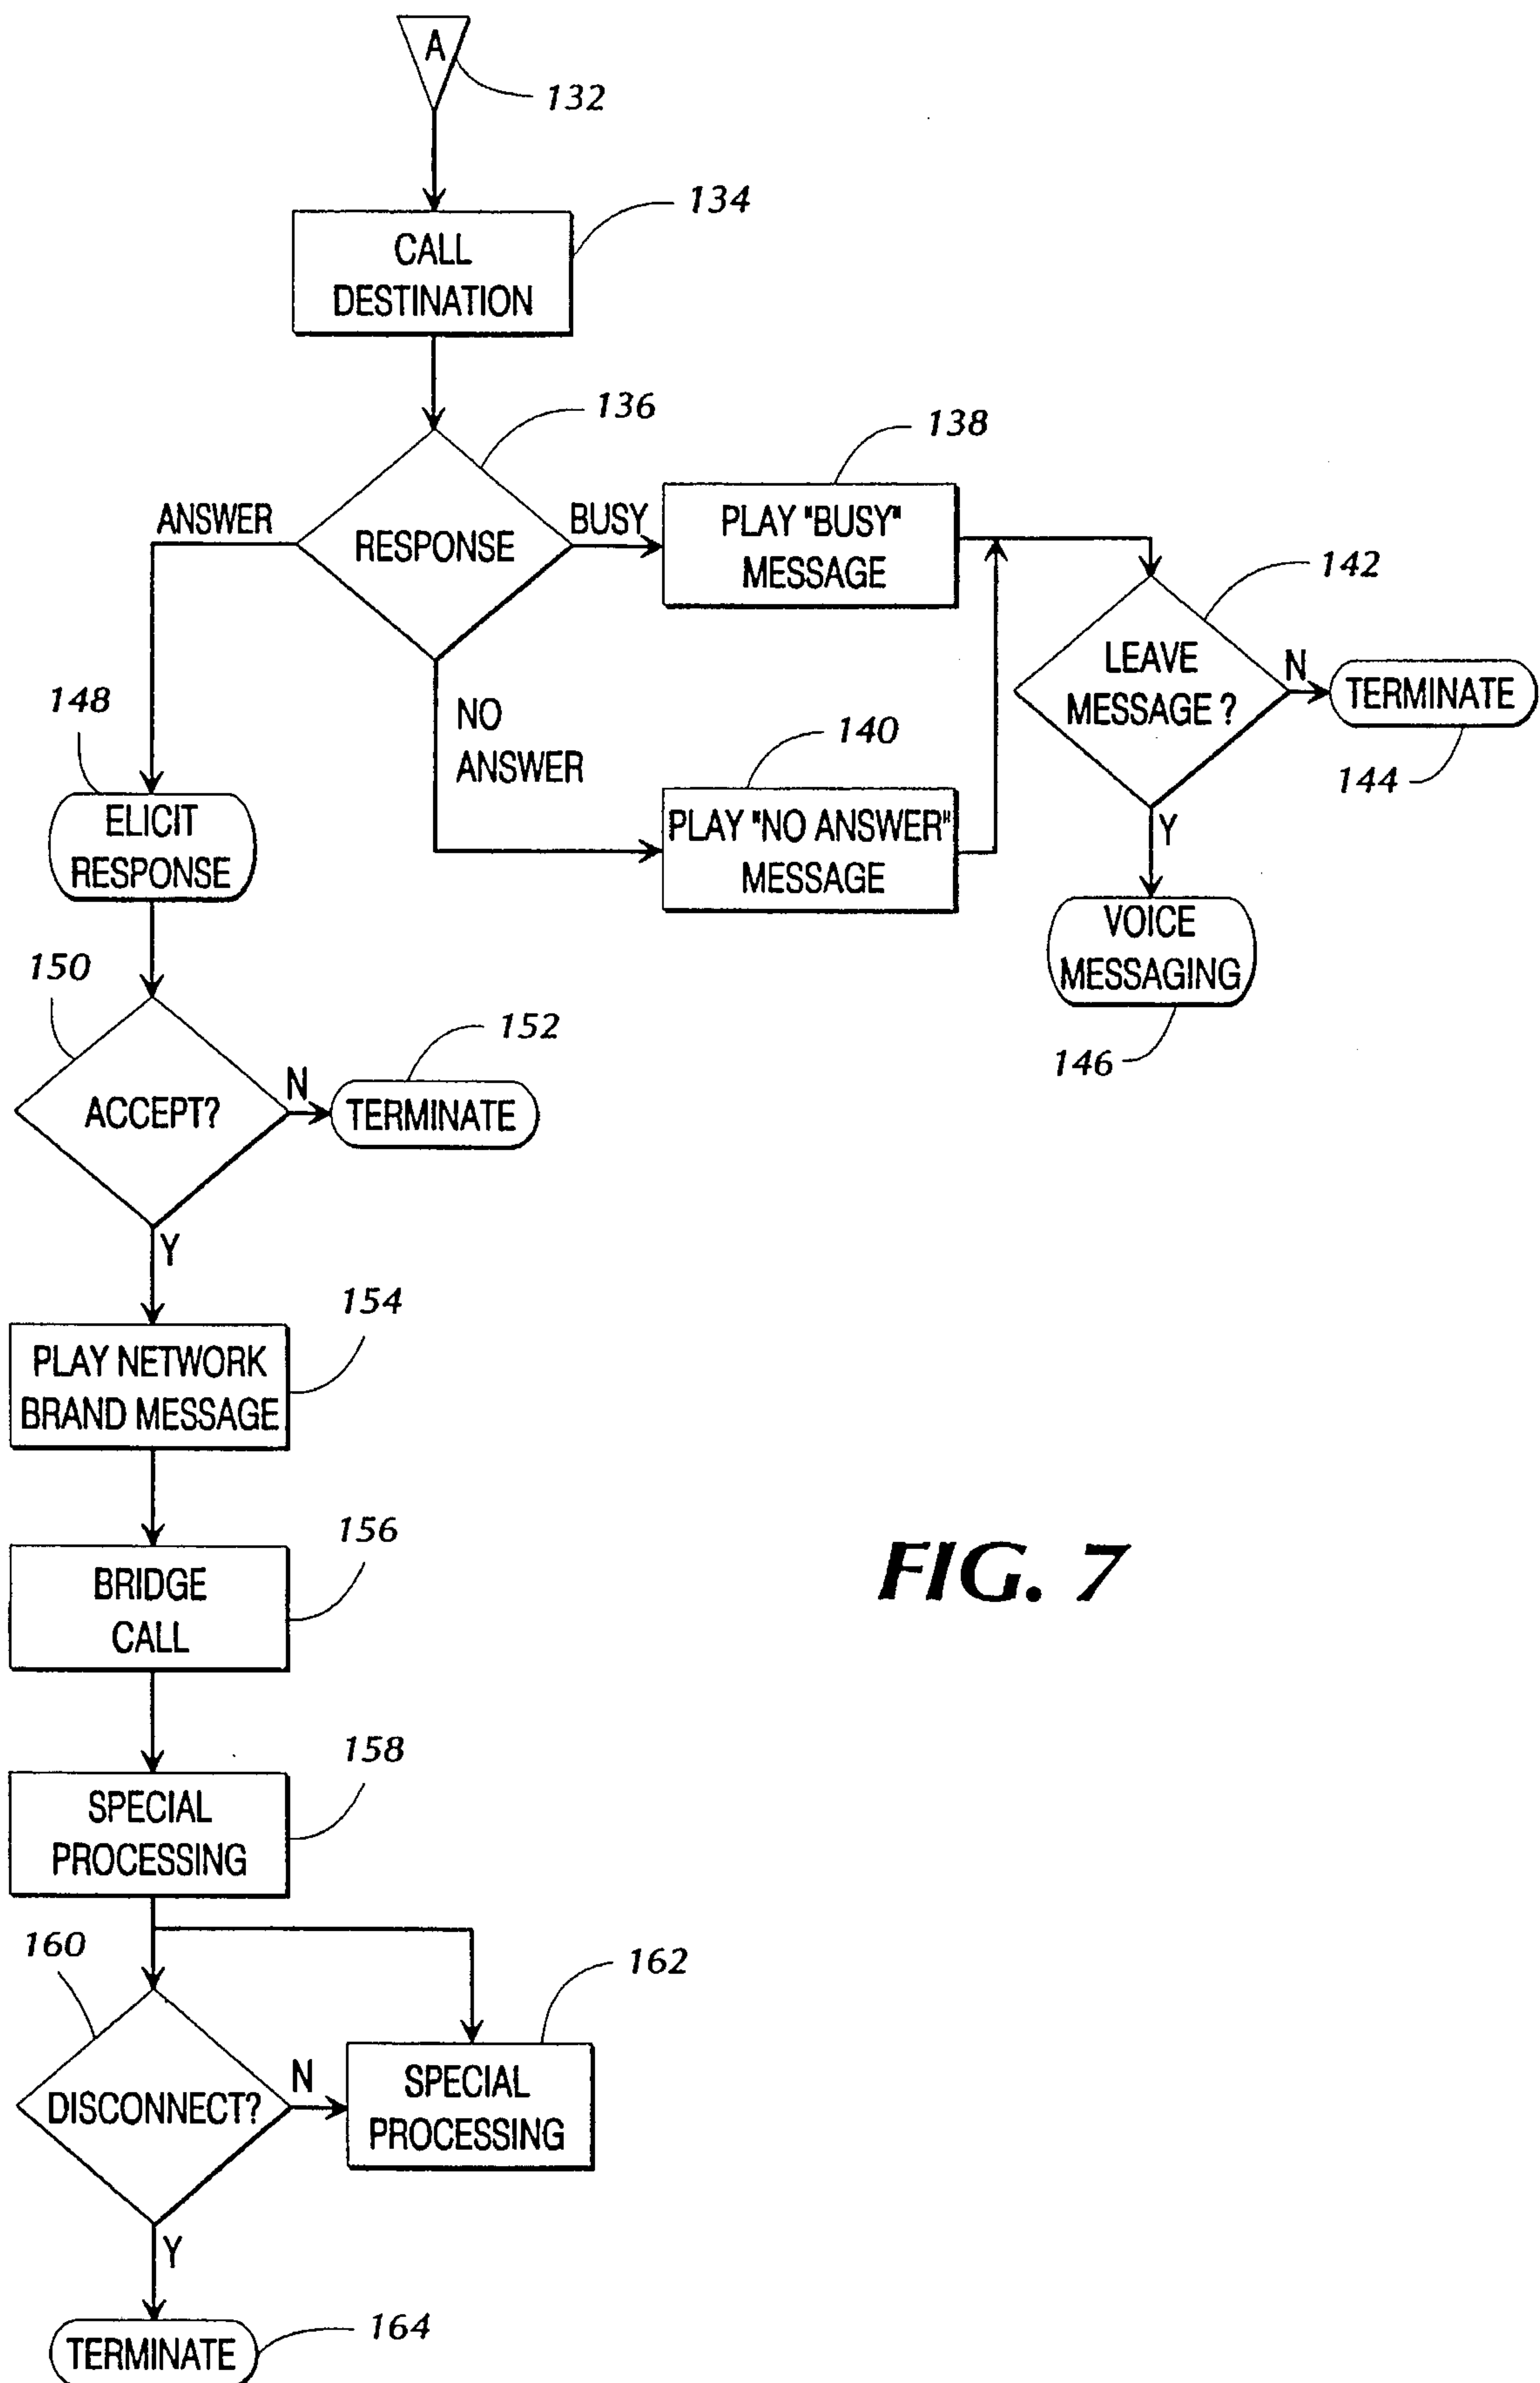 A
132
134
CALL
DESTINATION
136
138
ANSWER
RESPONSE
BUSY
PLAY "BUSY"
MESSAGE
142
LEAVE
MESSAGE?
N
TERMINATE
144
148
NO
ANSWER
140
PLAY "NO ANSWER"
MESSAGE
Y
ELICIT
RESPONSE
VOICE
MESSAGING
146
150
152
ACCEPT?
N
TERMINATE
Y
154
PLAY NETWORK
BRAND MESSAGE
156
BRIDGE
CALL
FIG. 7
158
SPECIAL
PROCESSING
160
162
DISCONNECT?
N
SPECIAL
PROCESSING
Y
TERMINATE
164